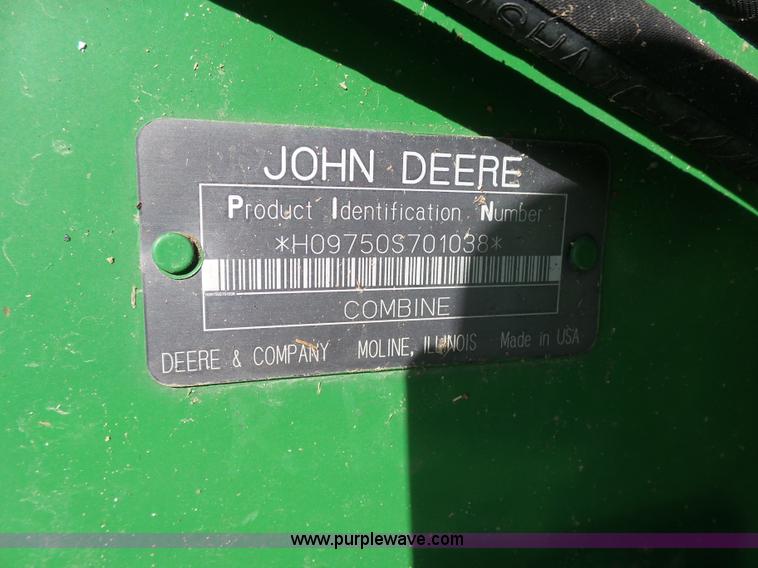 JOHN DEERE
Product Identification Number
*H09750S701038*
COMBINE
DEERE & COMPANY MOLINE, ILLINOIS Made in USA
www.purplewave.com